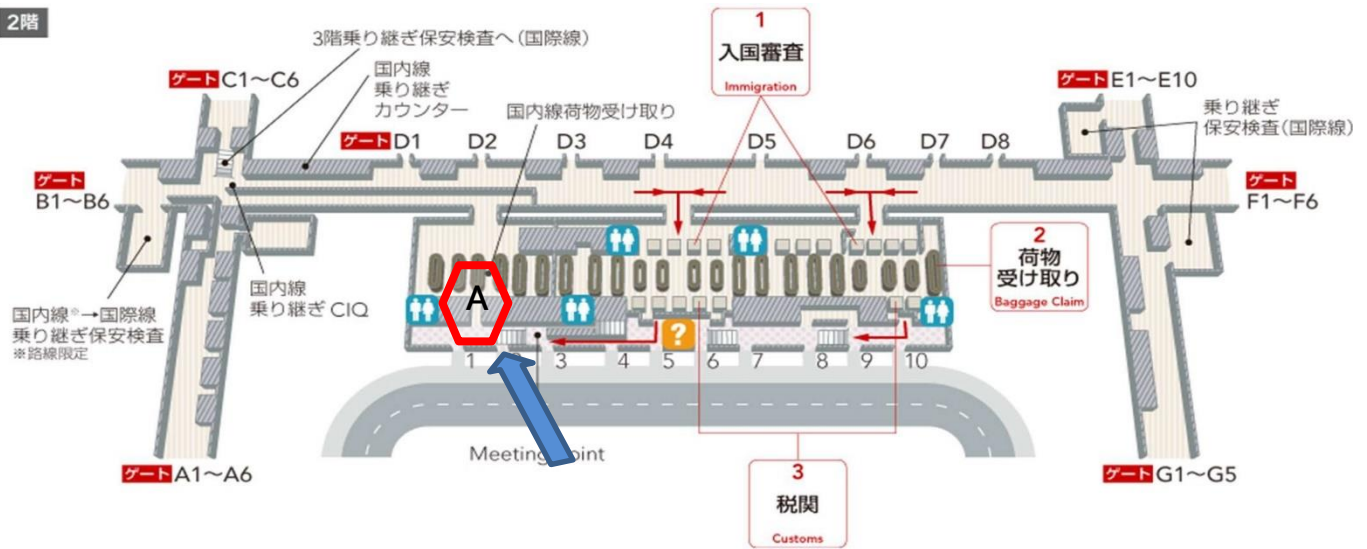 2階
3階乗り継ぎ保安検査へ(国際線)
ゲート C1〜C6
国内線
乗り継ぎ
カウンター
国内線荷物受け取り
1
入国審査
Immigration
ゲート E1〜E10
乗り継ぎ
保安検査(国際線)
ゲート D1
D2
D3
D4
D5
D6
D7
D8
ゲート
B1〜B6
ゲート
F1〜F6
2
荷物
受け取り
Baggage Claim
A
国内線
乗り継ぎ CIQ
国内線※→国際線
乗り継ぎ保安検査
※路線限定
?
1
3
4
5
6
7
8
9
10
Meeting
ゲート A1〜A6
ゲート G1〜G5
3
税関
Customs